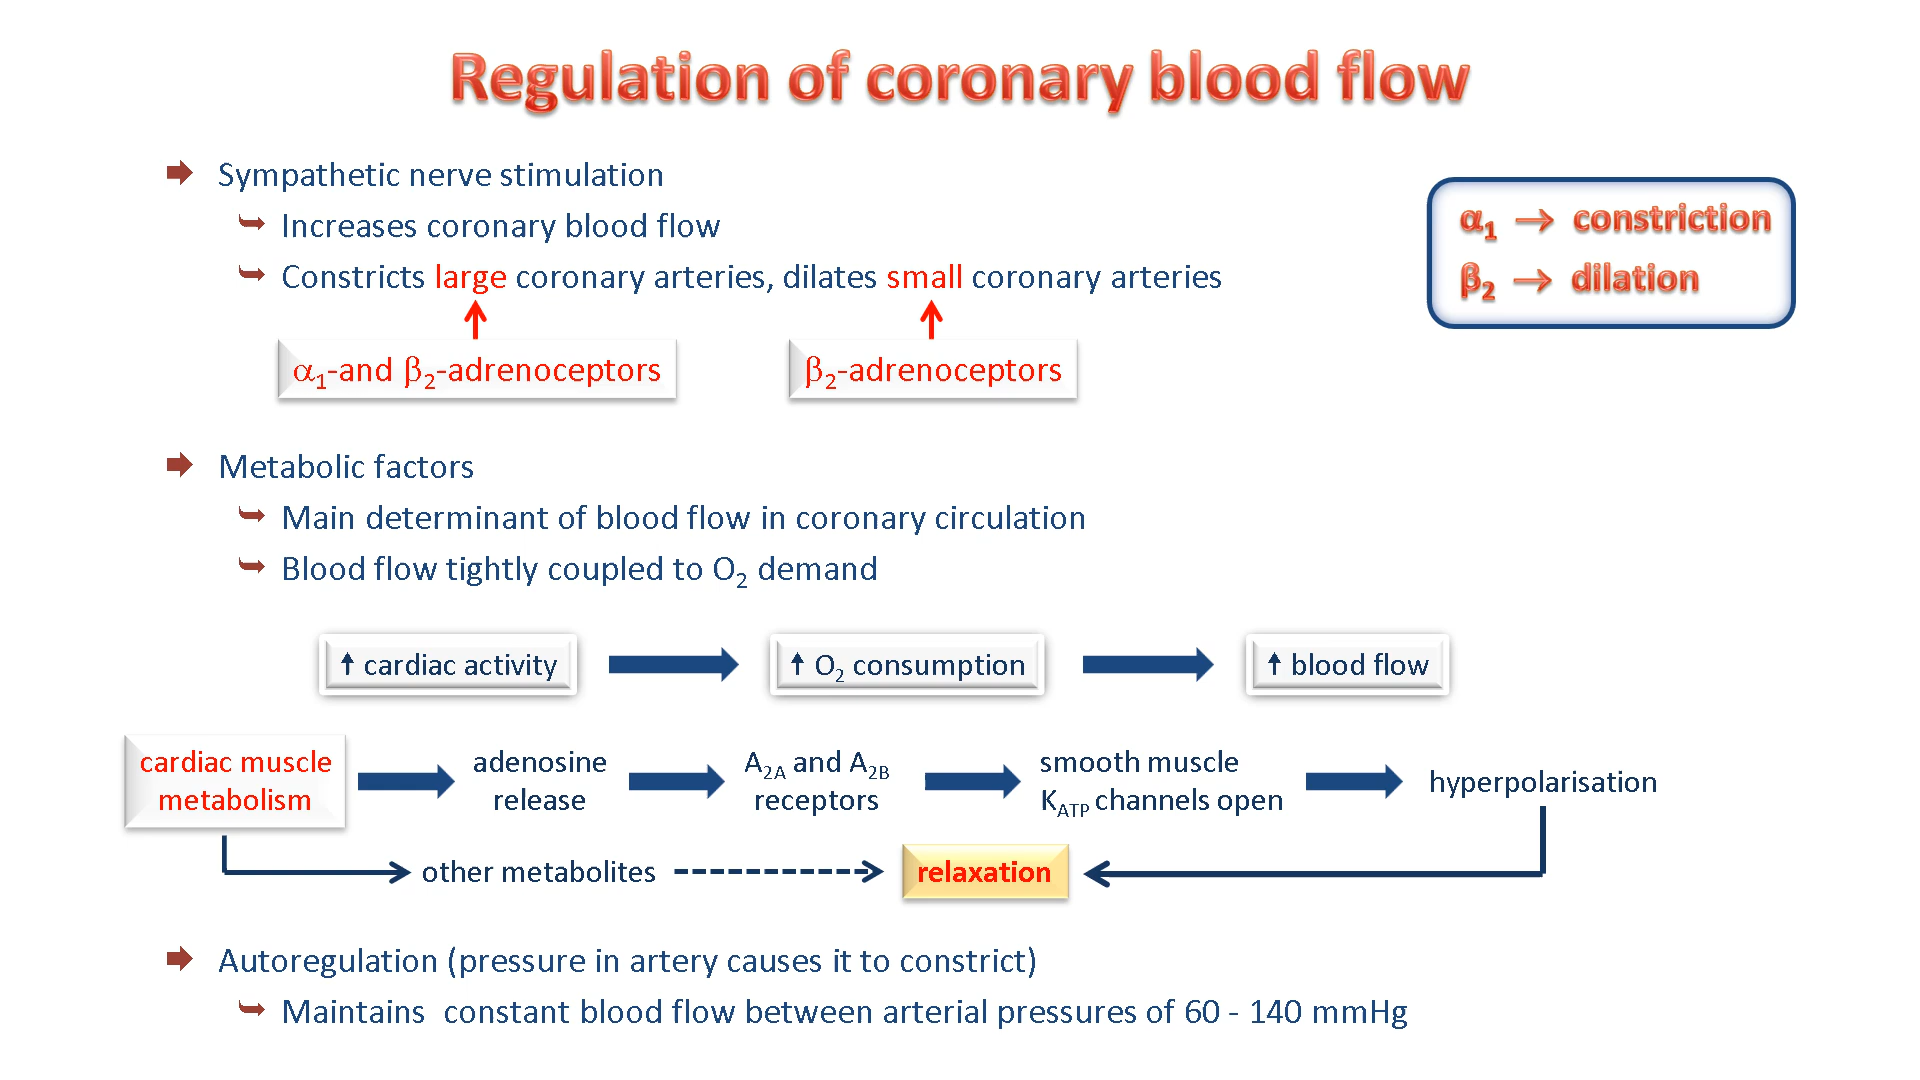 Regulation of coronary blood flow
Sympathetic nerve stimulation
Increases coronary blood flow
Constricts large coronary arteries, dilates small coronary arteries
α₁-and β₂-adrenoceptors
β₂-adrenoceptors
α₁ → constriction
β₂ → dilation
Metabolic factors
Main determinant of blood flow in coronary circulation
Blood flow tightly coupled to O₂ demand
↑ cardiac activity
↑ O₂ consumption
↑ blood flow
cardiac muscle
metabolism
adenosine
release
A₂A and A₂B
receptors
smooth muscle
KATP channels open
hyperpolarisation
other metabolites
relaxation
Autoregulation (pressure in artery causes it to constrict)
Maintains  constant blood flow between arterial pressures of 60 - 140 mmHg